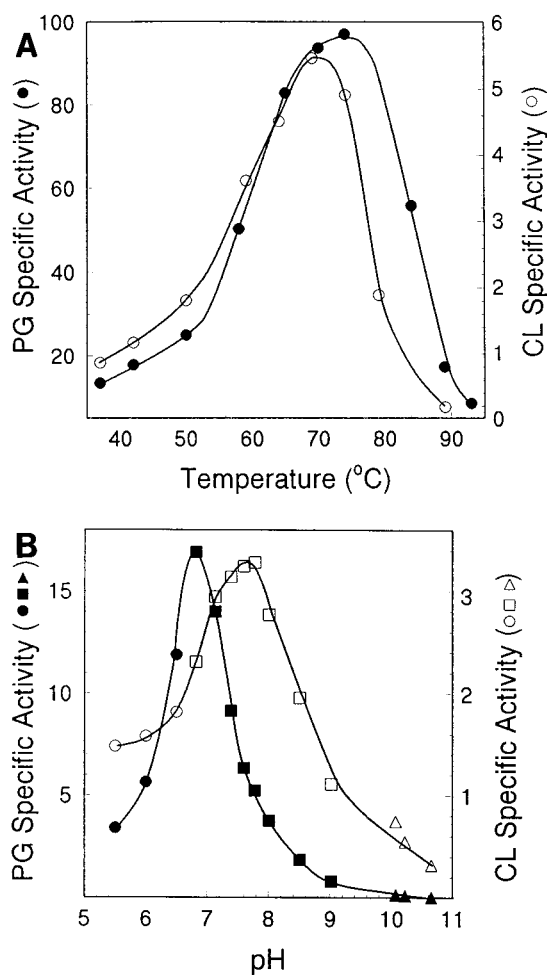 A
PG Specific Activity (●)
100
80
60
40
20
CL Specific Activity (○)
6
5
4
3
2
1
0
40 50 60 70 80 90
Temperature (°C)
B
PG Specific Activity (●■▲)
15
10
5
CL Specific Activity (○□△)
3
2
1
5 6 7 8 9 10 11
pH